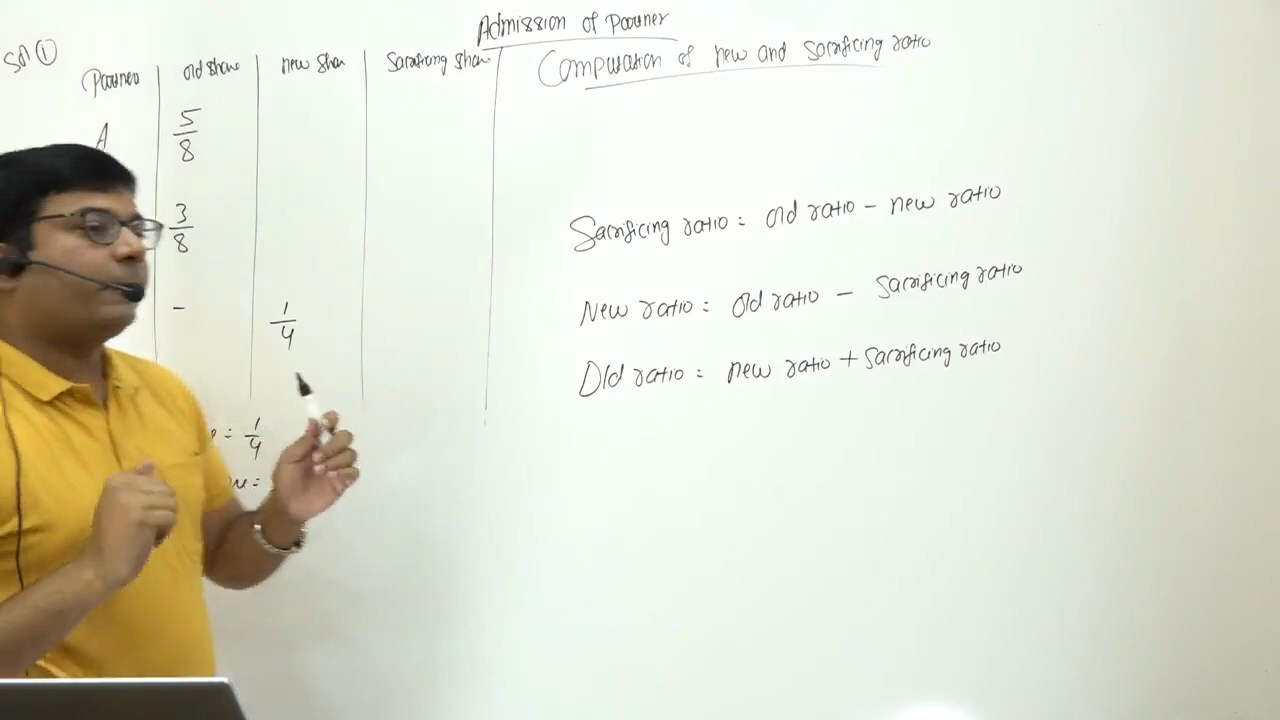 Admission of Partner
Computation of new and sacrificing ratio
Sol ①
Partner old share new share Sacrificing share
A 5/8
3/8
- 1/4
= 1/4
=
Sacrificing ratio = old ratio - new ratio
New ratio = old ratio - sacrificing ratio
Old ratio = new ratio + sacrificing ratio